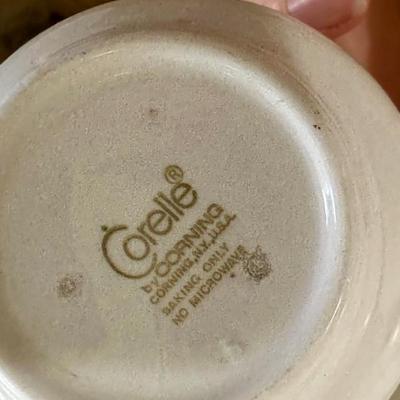 Corelle®
by CORNING
CORNING, N.Y., U.S.A.
BAKING ONLY
NO MICROWAVE